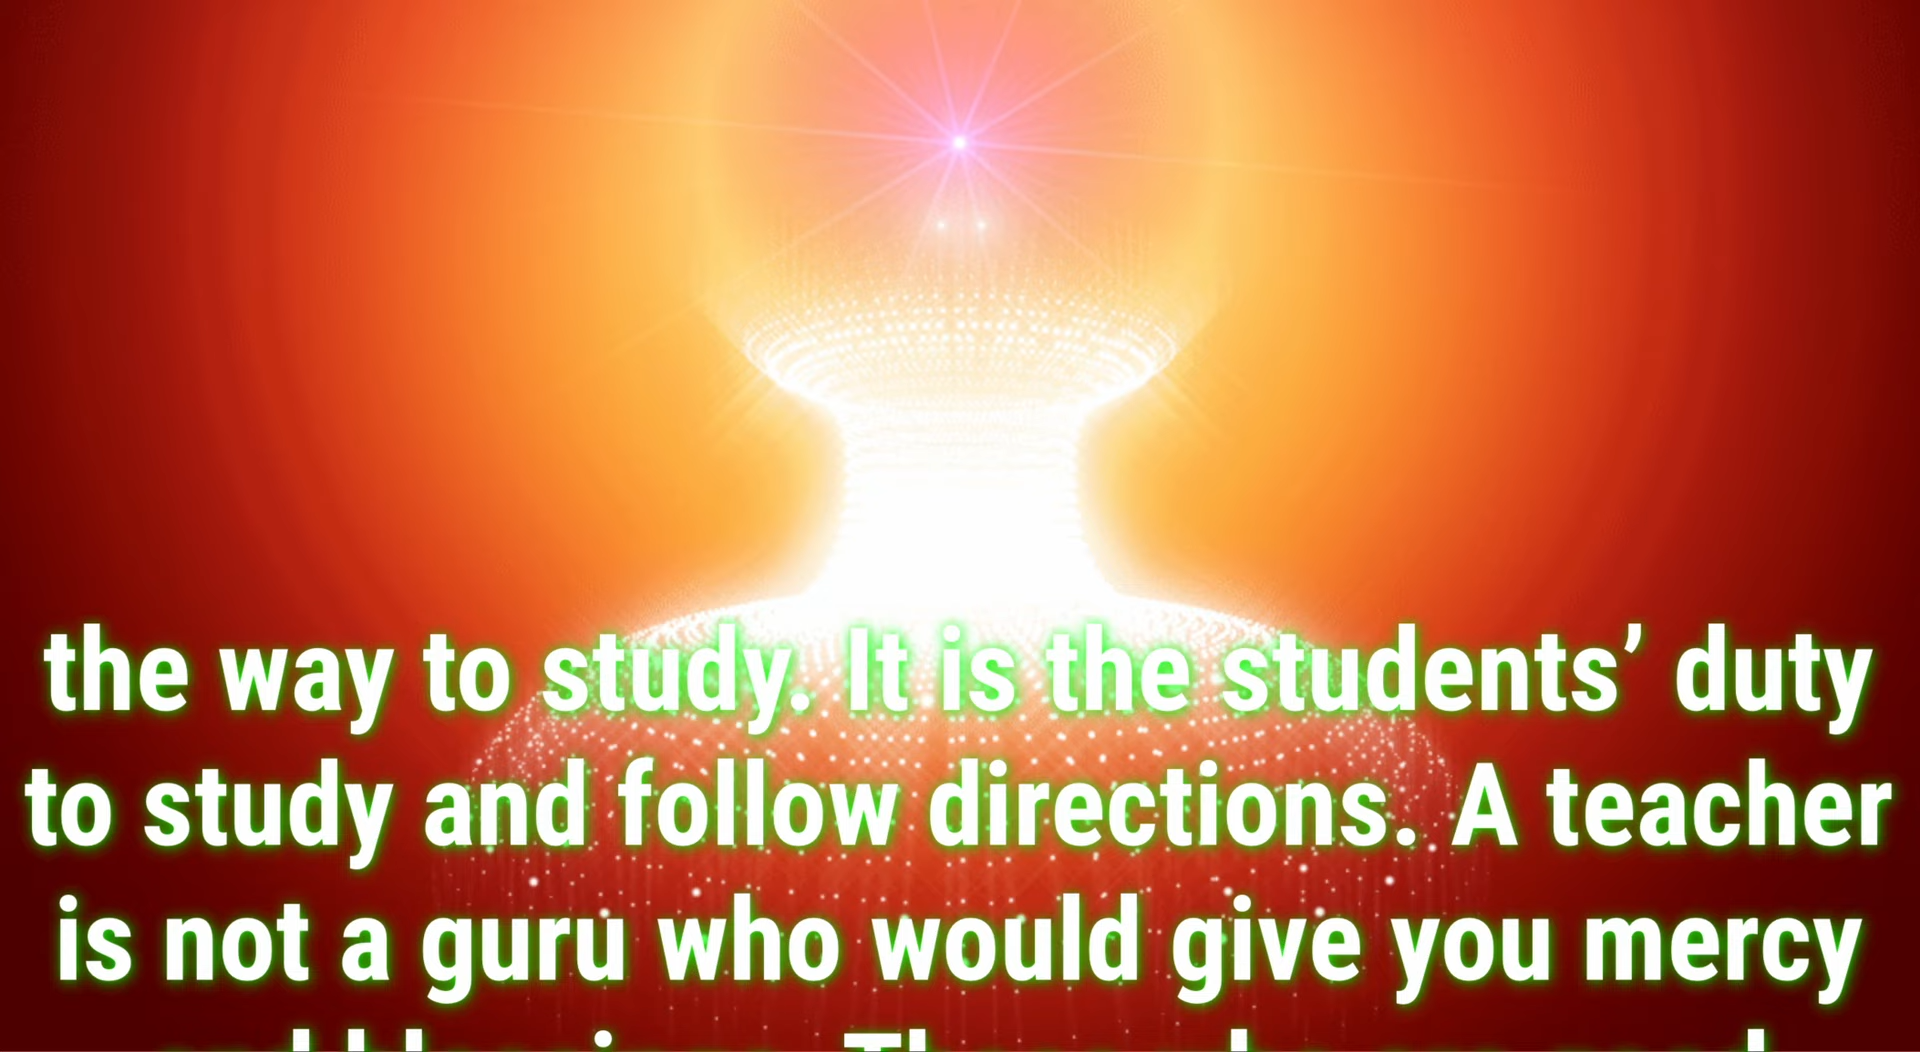 the way to study. It is the students’ duty
to study and follow directions. A teacher
is not a guru who would give you mercy